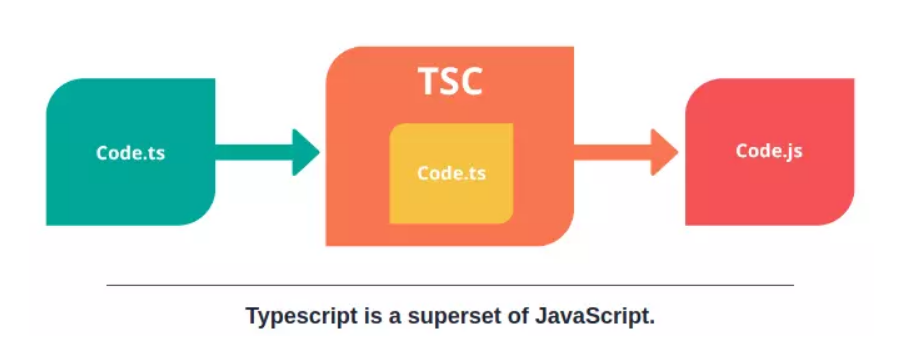 TSC
Code.ts
Code.ts
Code.js
Typescript is a superset of JavaScript.